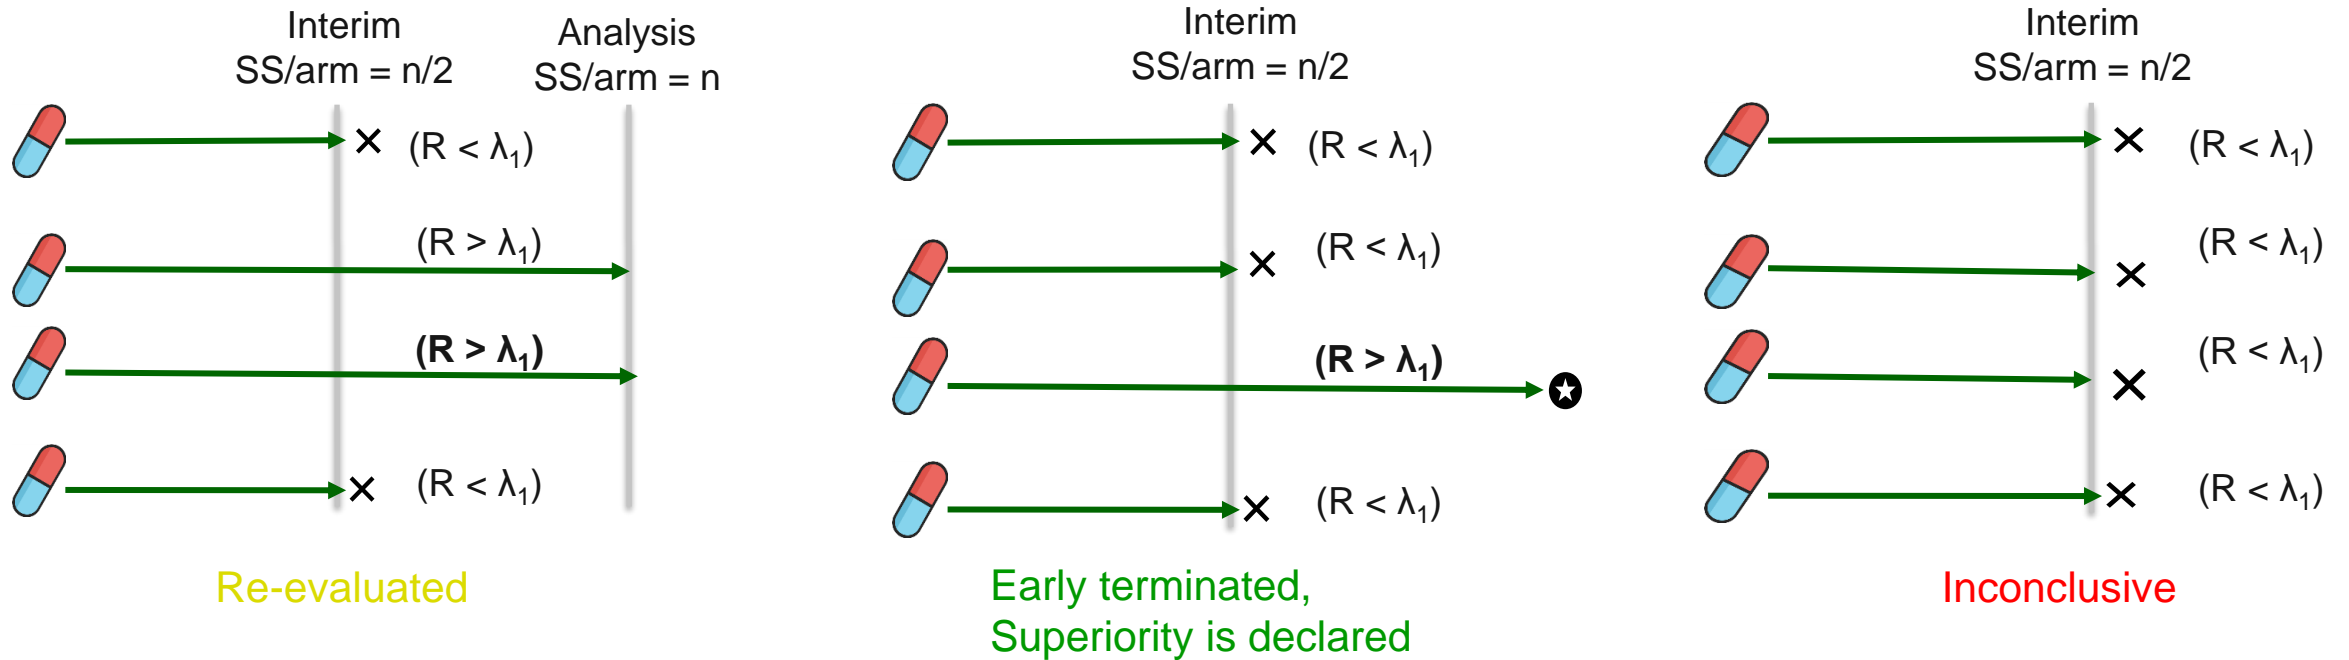 Interim
SS/arm = n/2
Analysis
SS/arm = n
(R < λ₁)
(R > λ₁)
(R > λ₁)
(R < λ₁)
Re-evaluated
Interim
SS/arm = n/2
(R < λ₁)
(R < λ₁)
(R > λ₁)
(R < λ₁)
Early terminated,
Superiority is declared
Interim
SS/arm = n/2
(R < λ₁)
(R < λ₁)
(R < λ₁)
(R < λ₁)
Inconclusive